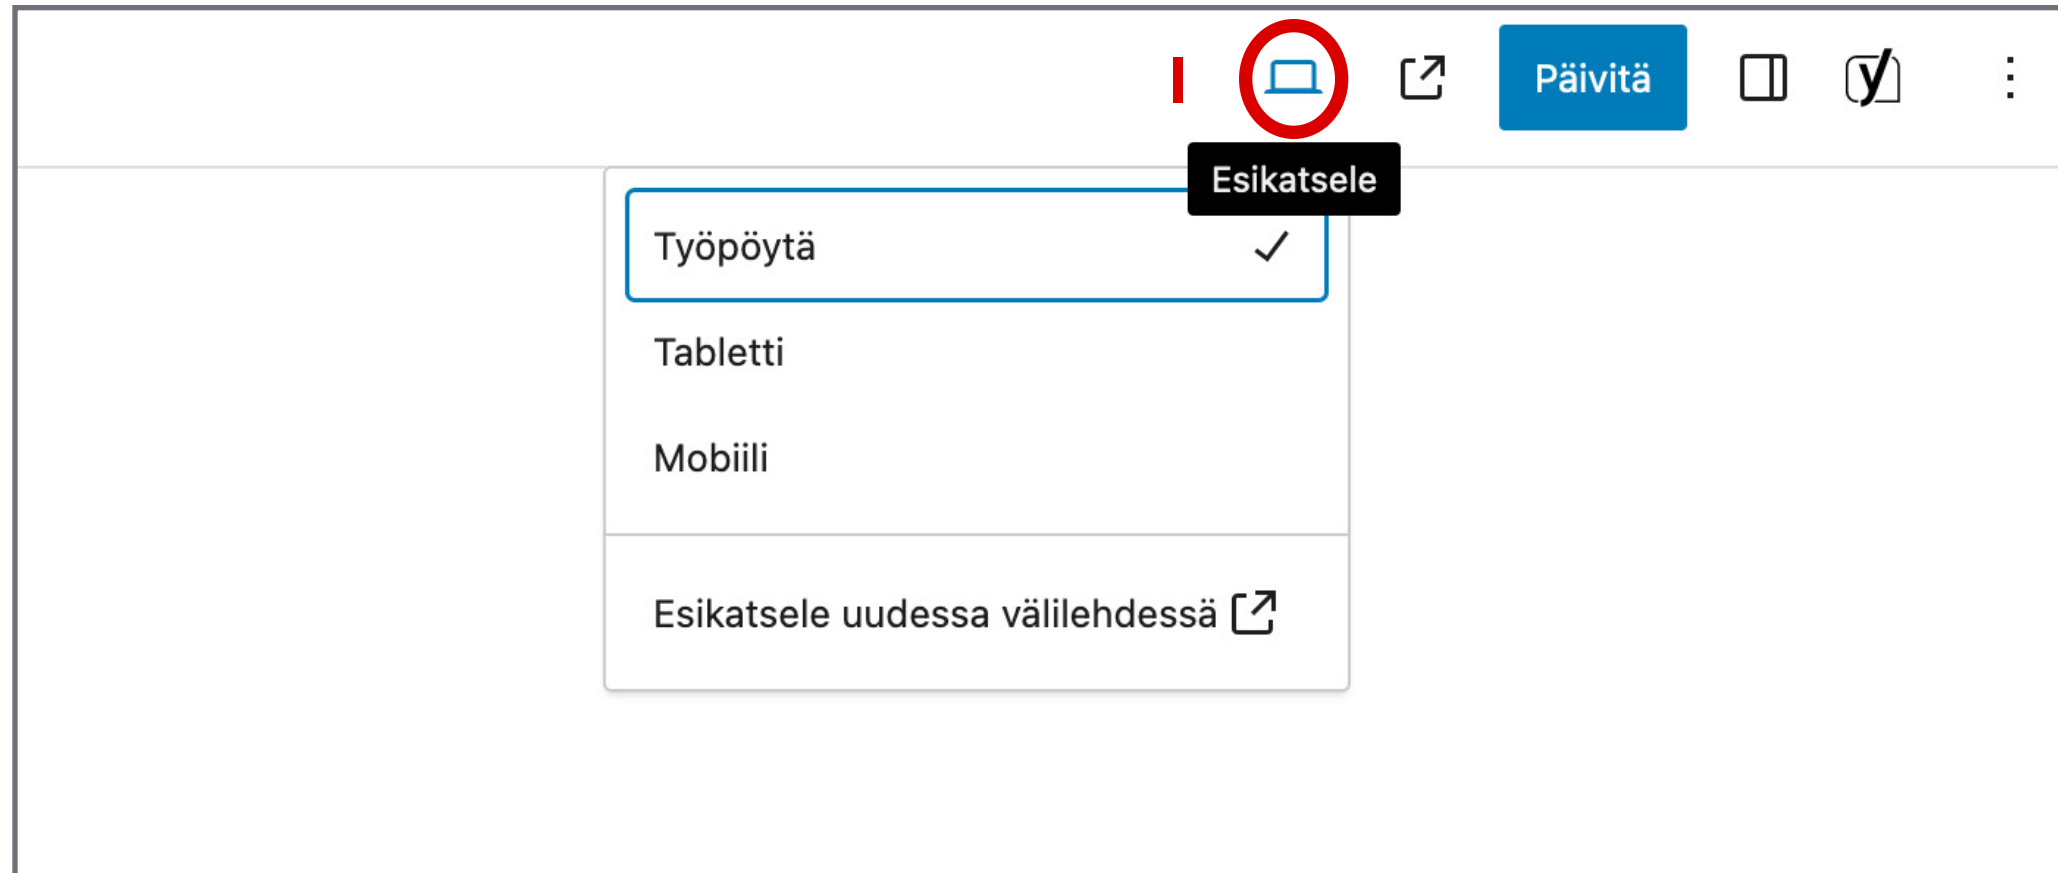 I
Päivitä
Esikatsele
Työpöytä
Tabletti
Mobiili
Esikatsele uudessa välilehdessä